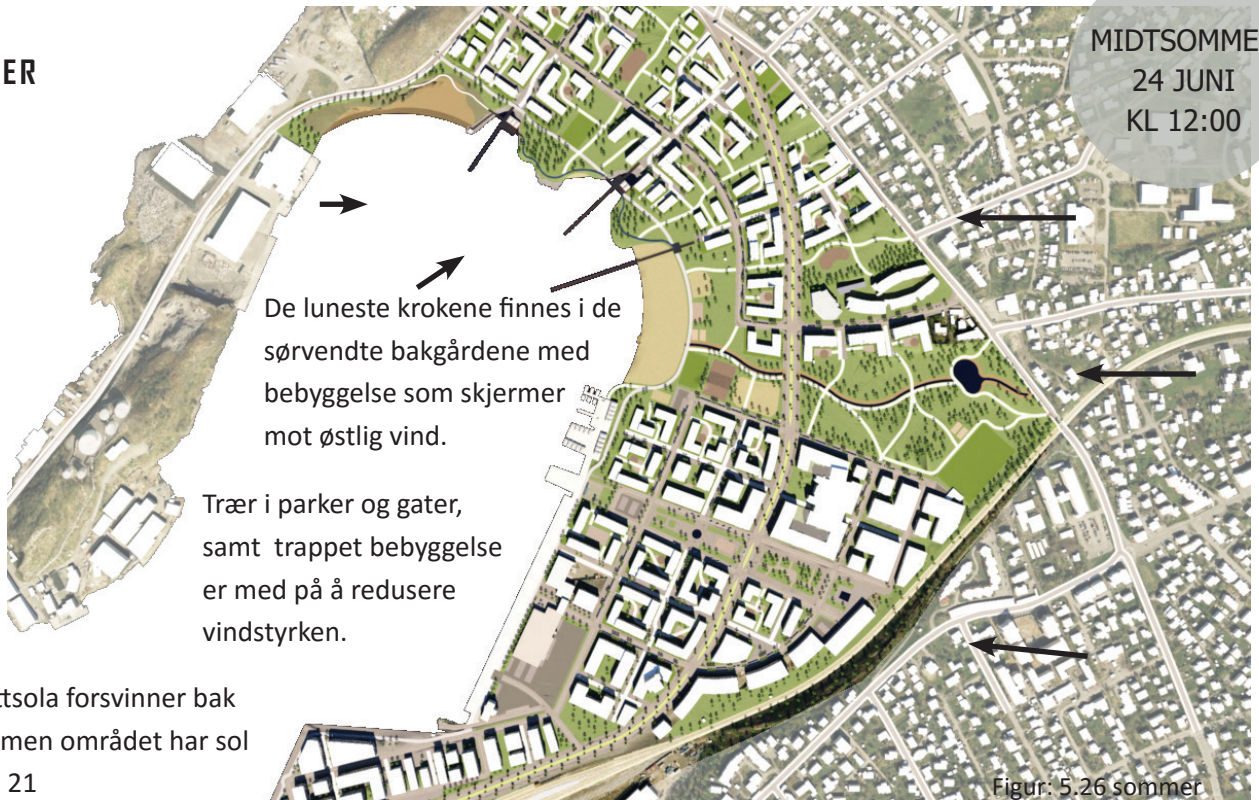 ER
MIDTSOMME
24 JUNI
KL 12:00
De luneste krokene finnes i de
sørvendte bakgårdene med
bebyggelse som skjermer
mot østlig vind.
Trær i parker og gater,
samt trappet bebyggelse
er med på å redusere
vindstyrken.
ttsola forsvinner bak
men området har sol
21
Figur: 5.26 sommer